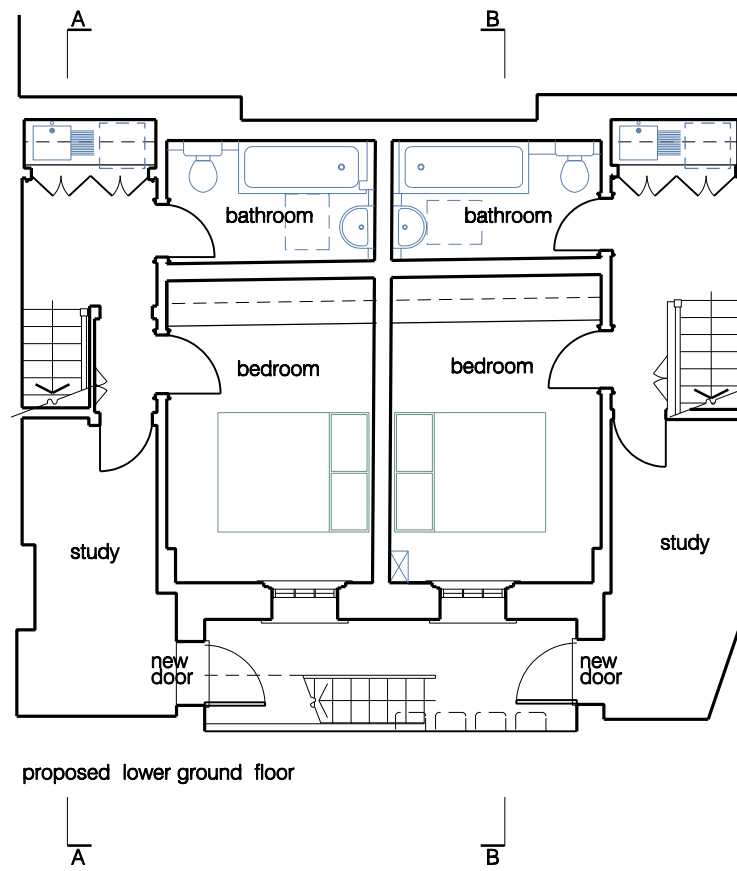 A B
bathroom bathroom
bedroom bedroom
study study
new new
door door
proposed lower ground floor
A B